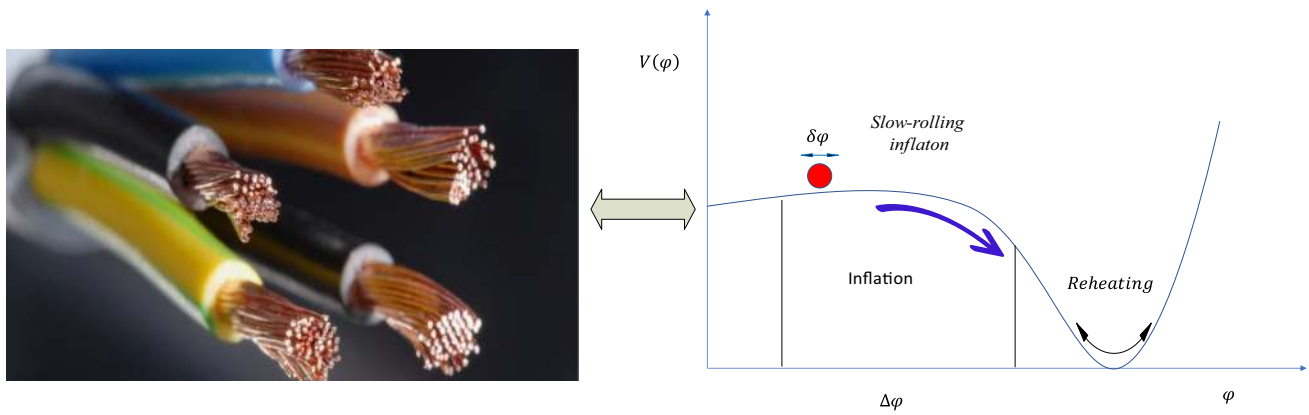 V(φ)
δφ
Slow-rolling
inflaton
Inflation
Reheating
Δφ
φ